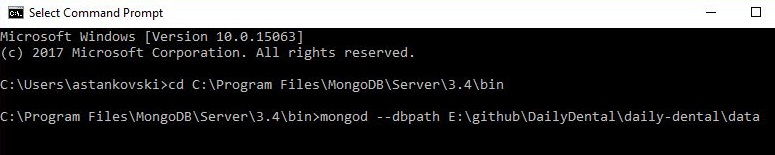 Select Command Prompt
Microsoft Windows [Version 10.0.15063]
(c) 2017 Microsoft Corporation. All rights reserved.
C:\Users\astankovski>cd C:\Program Files\MongoDB\Server\3.4\bin
C:\Program Files\MongoDB\Server\3.4\bin>mongod --dbpath E:\github\DailyDental\daily-dental\data